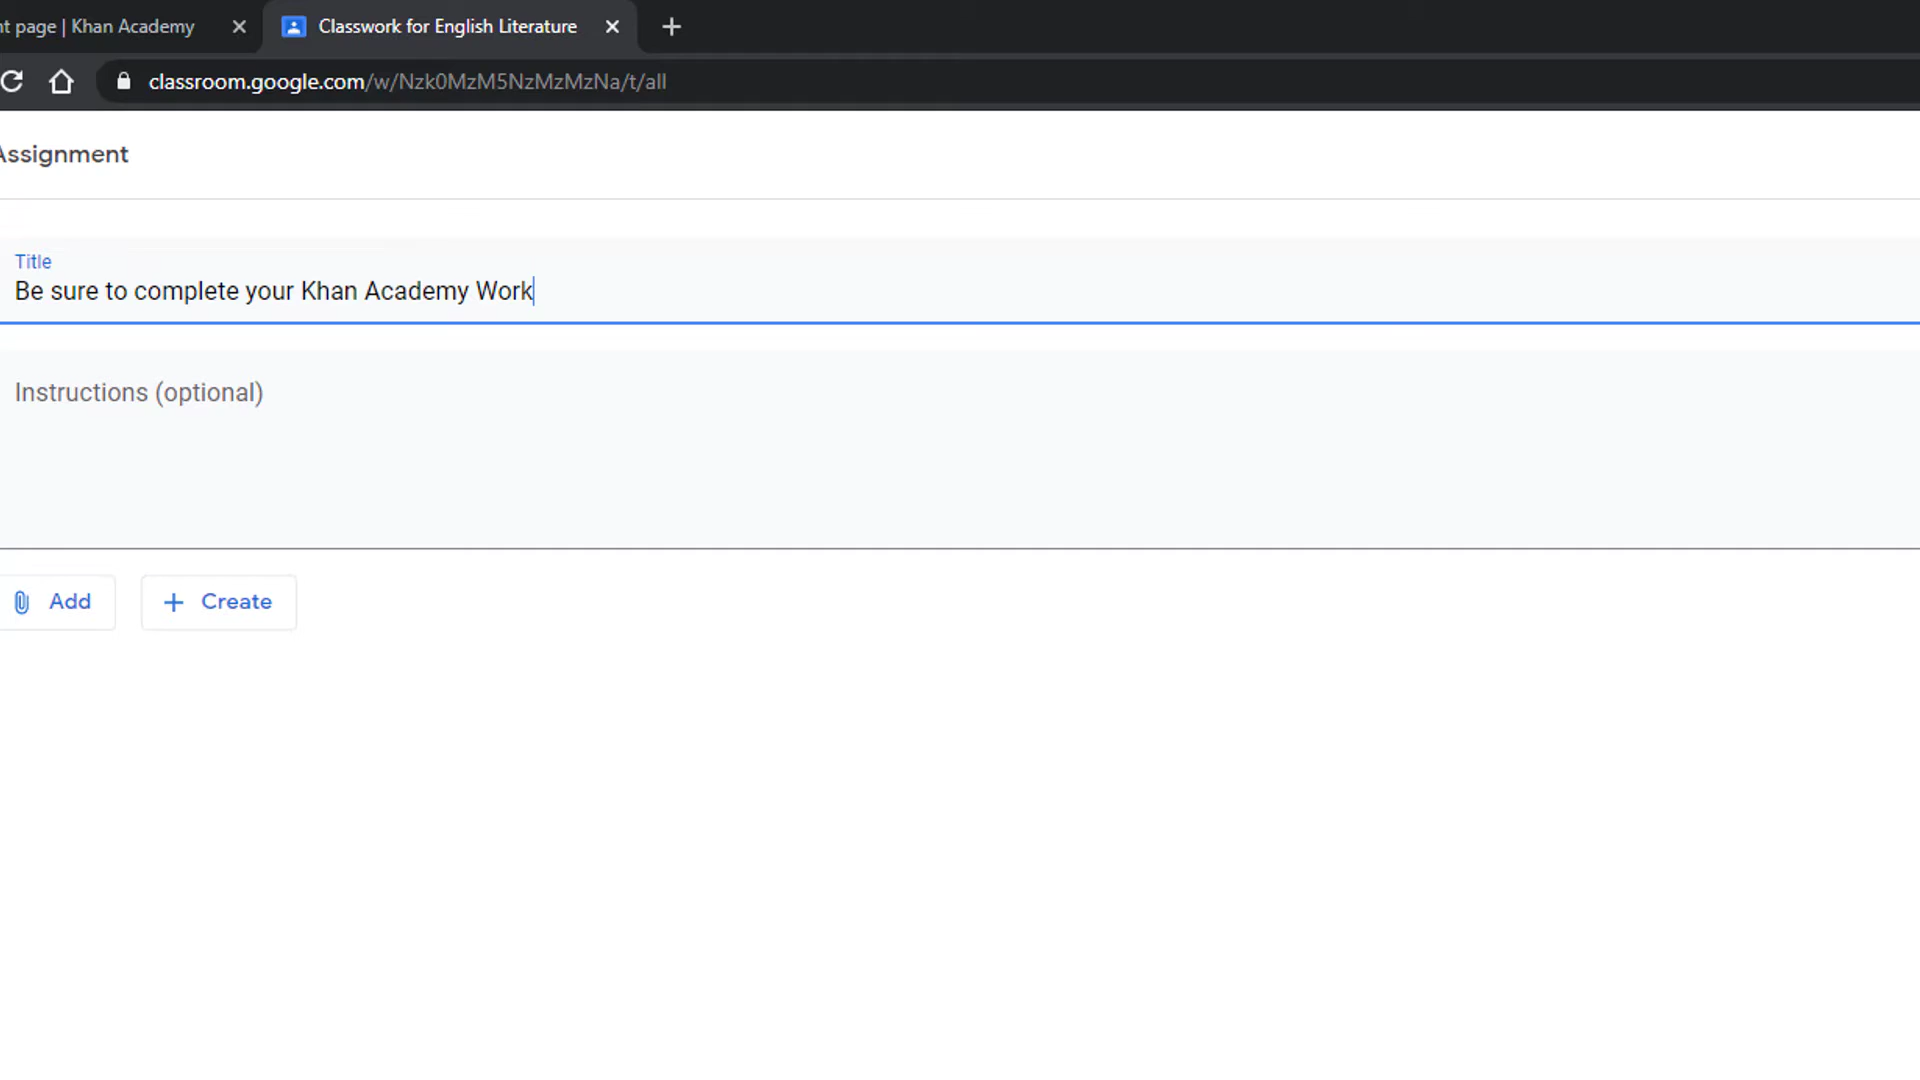 nt page | Khan Academy
Classwork for English Literature
classroom.google.com/w/Nzk0MzM5NzMzMzNa/t/all
Assignment
Title
Be sure to complete your Khan Academy Work
Instructions (optional)
Add
Create